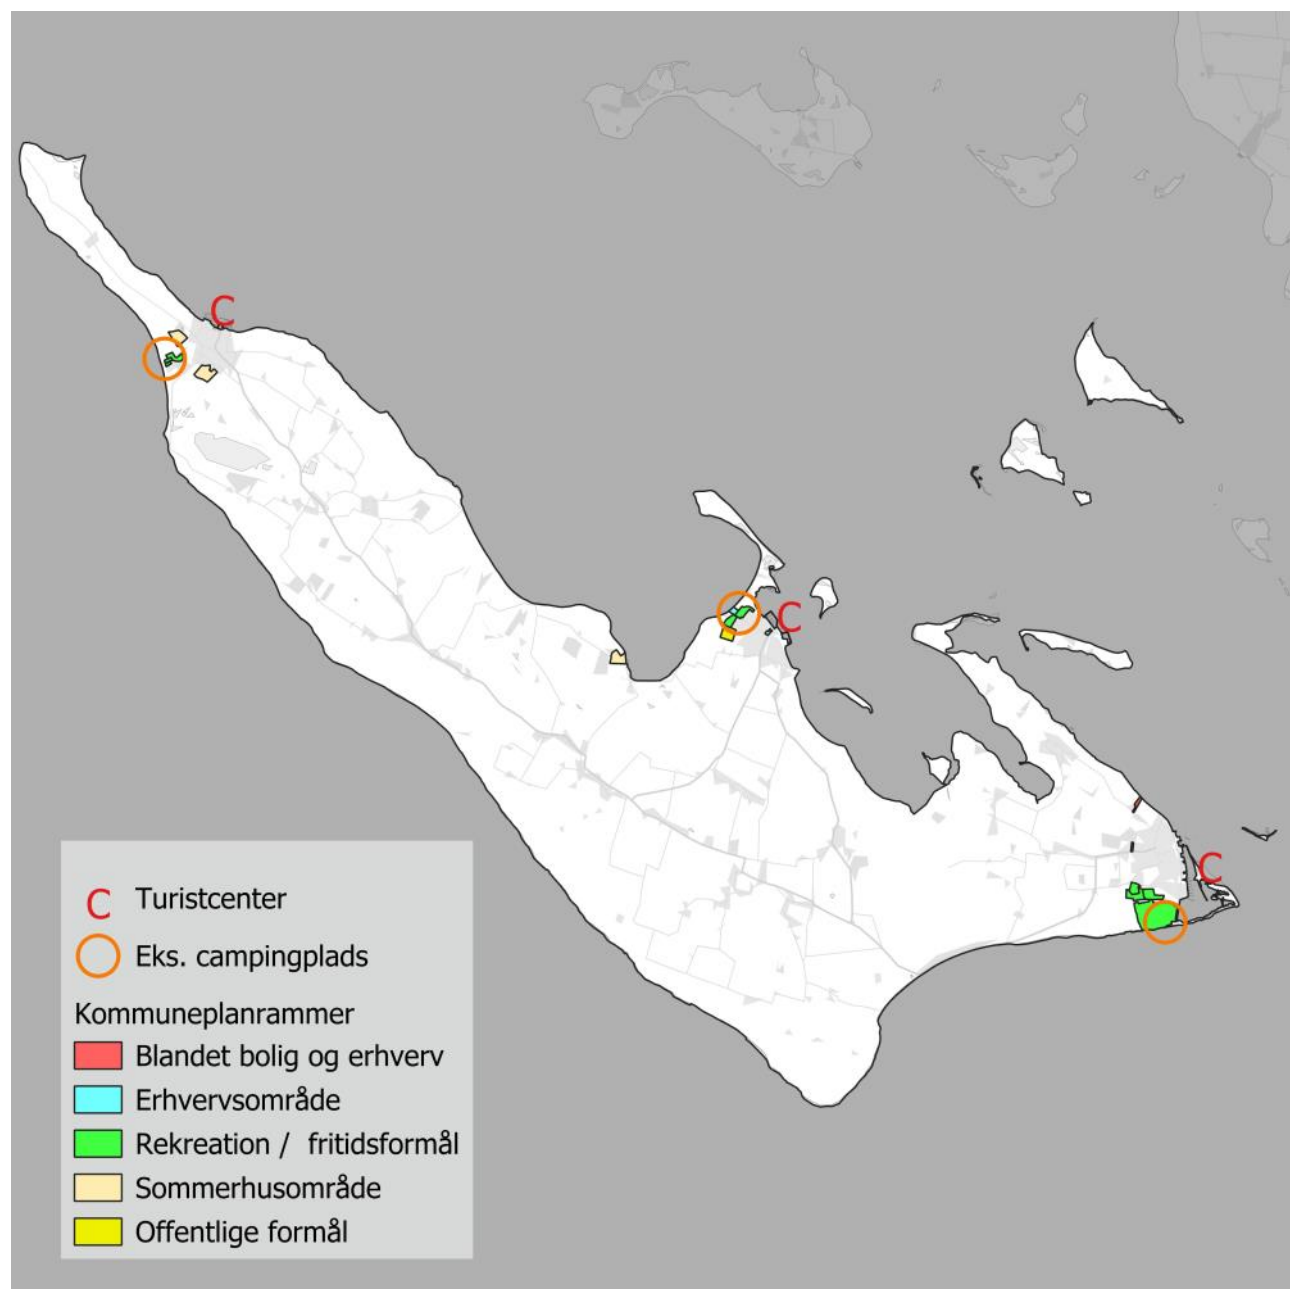 C
C
C
C Turistcenter
Eks. campingplads
Kommuneplanrammer
Blandet bolig og erhverv
Erhvervsområde
Rekreation / fritidsformål
Sommerhusområde
Offentlige formål